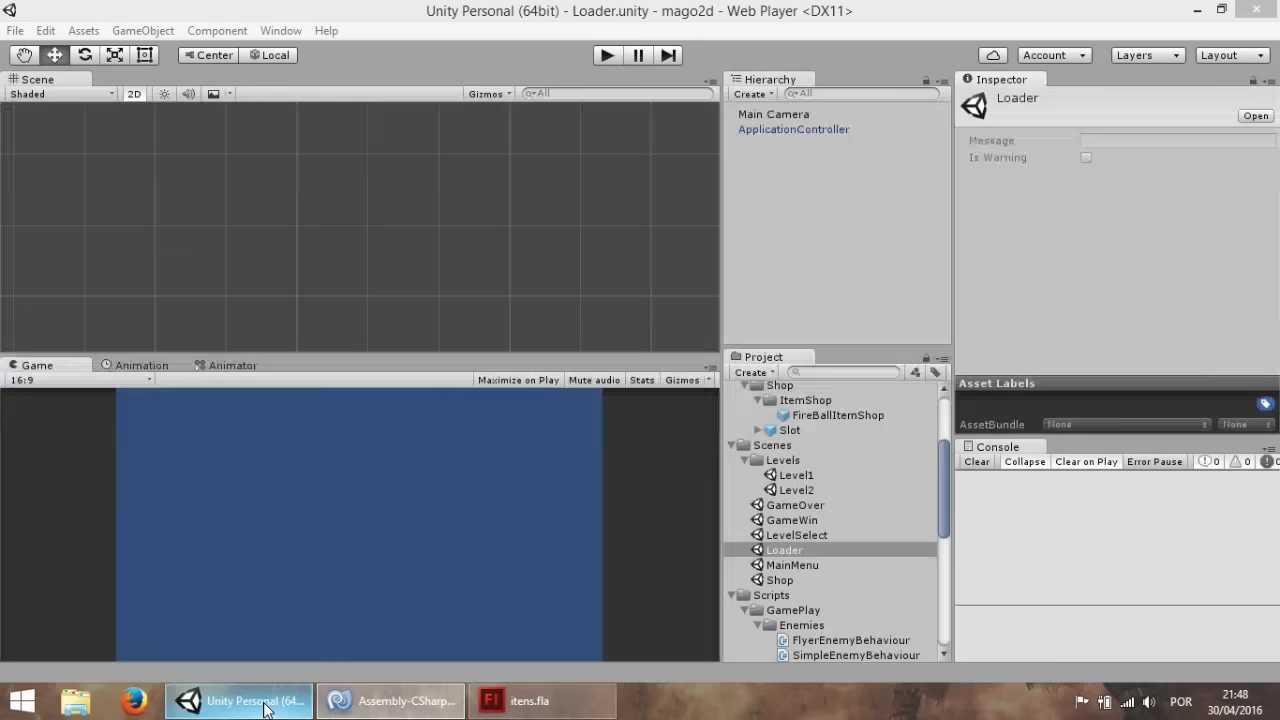 Unity Personal (64bit) - Loader.unity - mago2d - Web Player <DX11>
File Edit Assets GameObject Component Window Help
Center Local Account Layers Layout
Scene
Shaded 2D Gizmos All
Hierarchy
Create All
Main Camera
ApplicationController
Inspector
Loader
Open
Message
Is Warning
Game Animation Animator
16:9 Maximize on Play Mute audio Stats Gizmos
Project
Create
Shop
ItemShop
FireBallItemShop
Slot
Scenes
Levels
Level1
Level2
GameOver
GameWin
LevelSelect
Loader
MainMenu
Shop
Scripts
GamePlay
Enemies
FlyerEnemyBehaviour
SimpleEnemyBehaviour
Asset Labels
AssetBundle None None
Console
Clear Collapse Clear on Play Error Pause 0 0 0
Unity Personal (64... Assembly-CSharp... Fl itens.fla
POR
21:48
30/04/2016